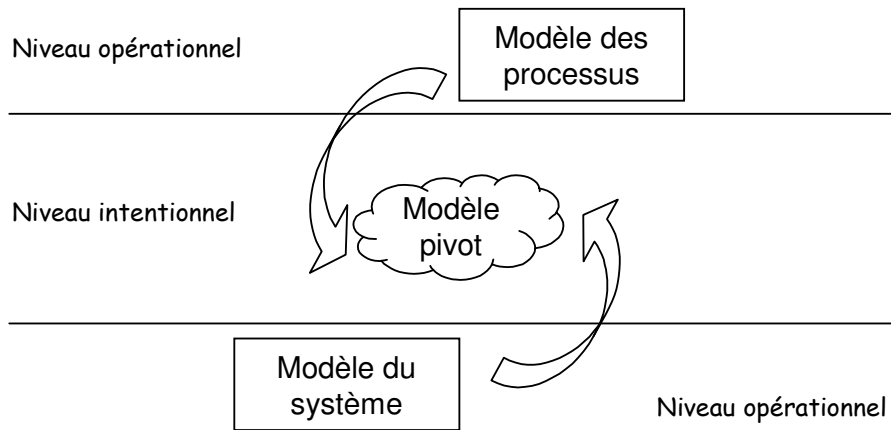 Niveau opérationnel
Modèle des
processus
Niveau intentionnel
Modèle
pivot
Modèle du
système
Niveau opérationnel